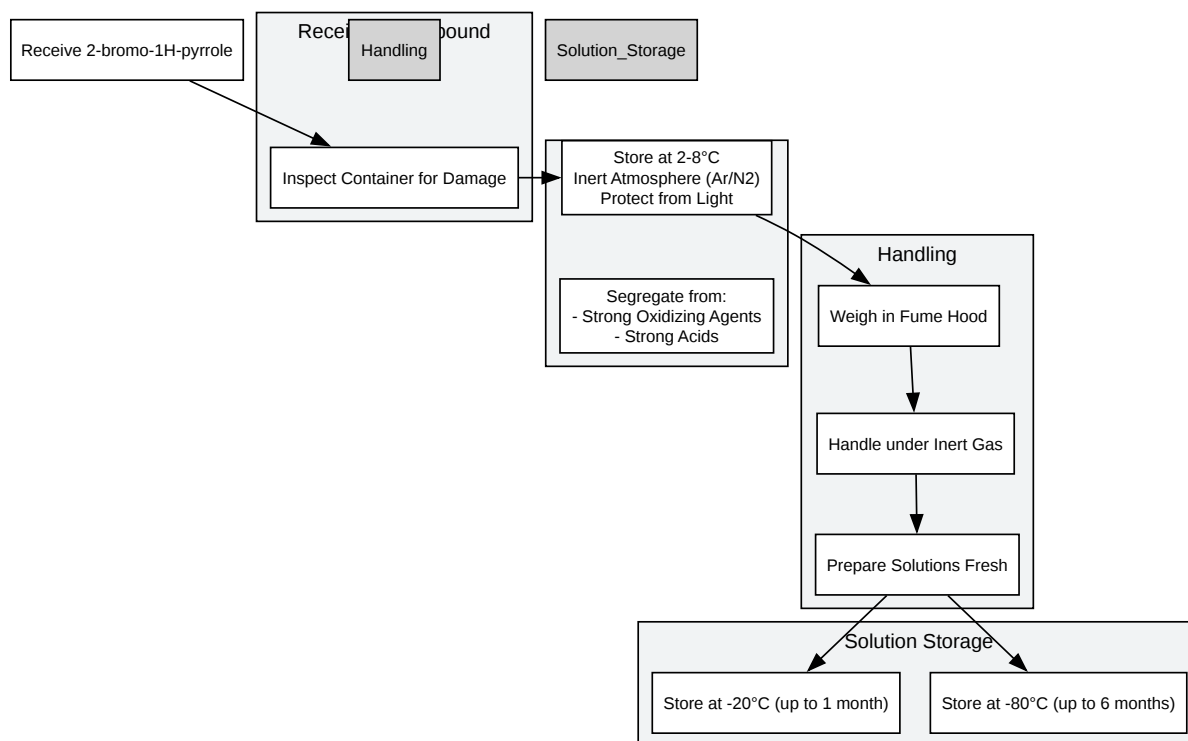 Receive 2-bromo-1H-pyrrole
Handling
Solution_Storage
Inspect Container for Damage
Store at 2-8°C
Inert Atmosphere (Ar/N2)
Protect from Light
Segregate from:
- Strong Oxidizing Agents
- Strong Acids
Handling
Weigh in Fume Hood
Handle under Inert Gas
Prepare Solutions Fresh
Solution Storage
Store at -20°C (up to 1 month)
Store at -80°C (up to 6 months)